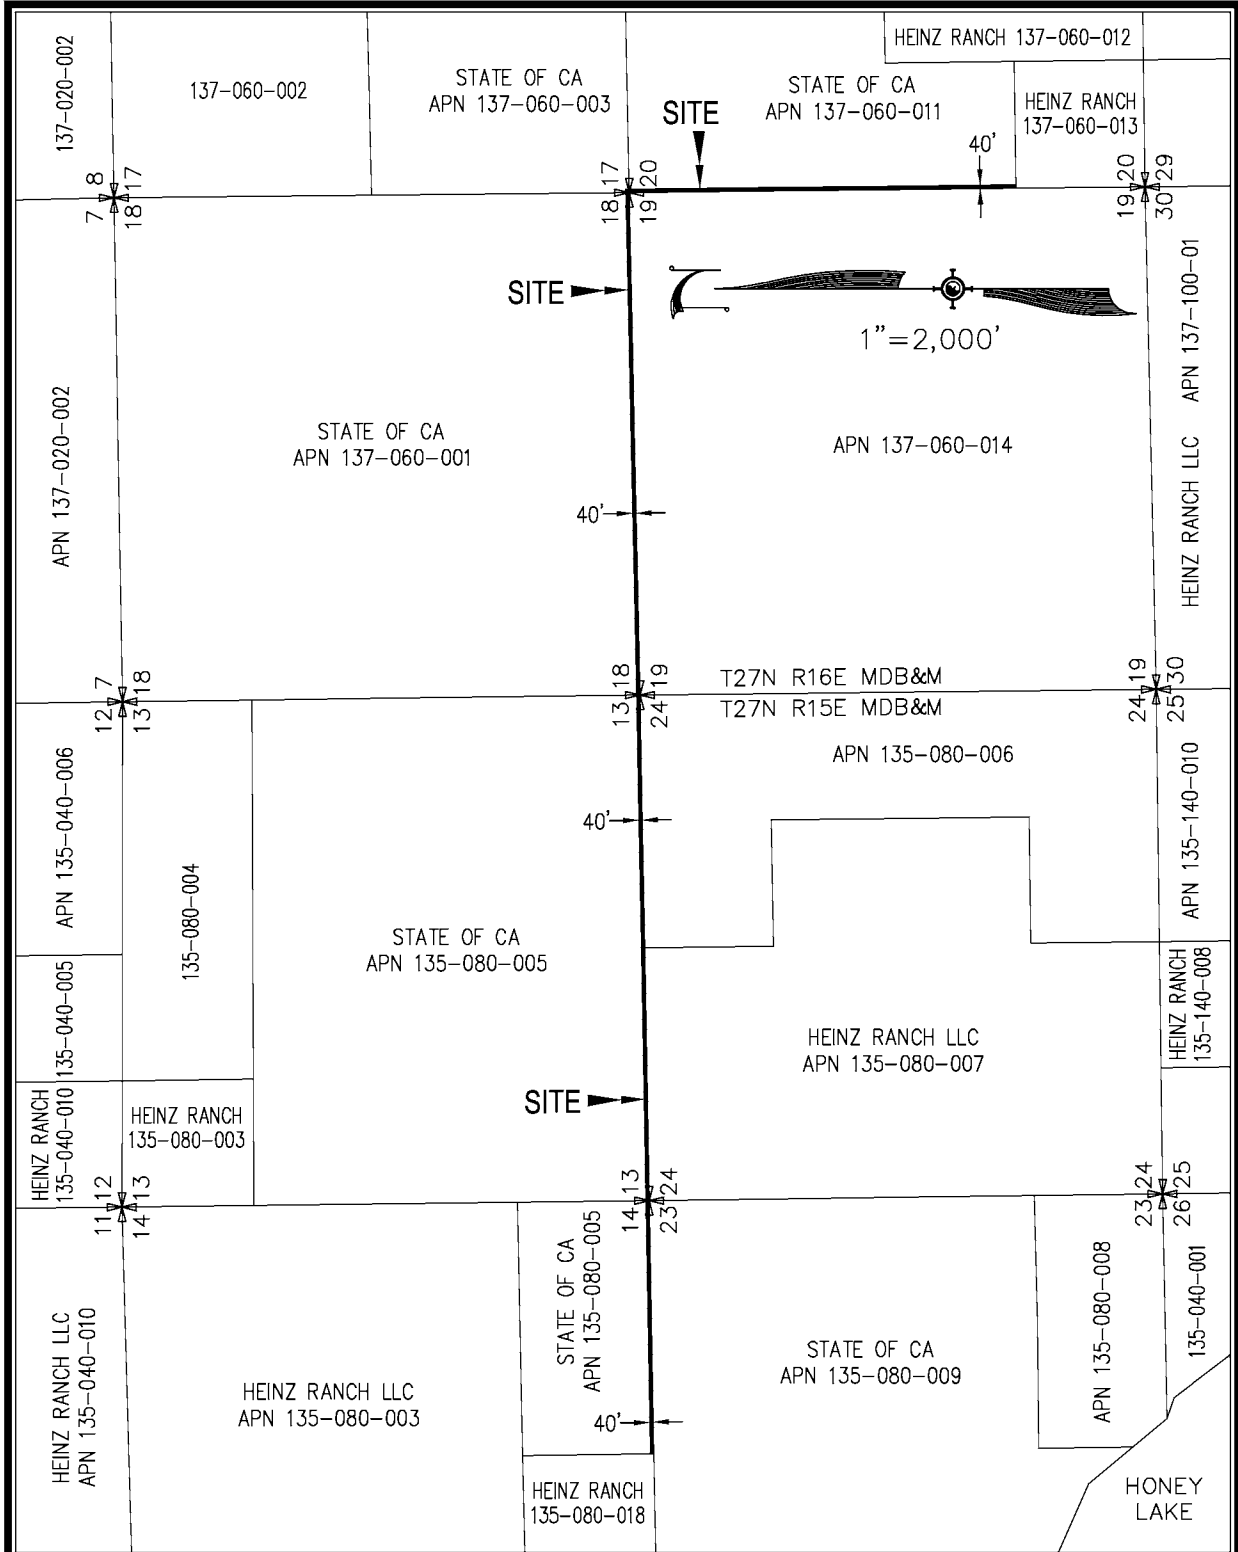 HEINZ RANCH 137-060-012
137-020-002
137-060-002
STATE OF CA
APN 137-060-003
STATE OF CA
APN 137-060-011
HEINZ RANCH
137-060-013
SITE
40'
8
17
7
18
17
20
18
19
20
29
19
30
SITE
1"=2,000'
APN 137-020-002
STATE OF CA
APN 137-060-001
APN 137-060-014
HEINZ RANCH LLC APN 137-100-01
40'
7
18
12
13
18
19
13
24
19
30
24
25
T27N R16E MDB&M
T27N R15E MDB&M
APN 135-080-006
APN 135-040-006
135-080-004
40'
APN 135-140-010
STATE OF CA
APN 135-080-005
135-040-005
HEINZ RANCH
135-140-008
HEINZ RANCH LLC
APN 135-080-007
SITE
HEINZ RANCH
135-040-010
HEINZ RANCH
135-080-003
12
13
11
14
13
24
14
23
24
25
23
26
STATE OF CA
APN 135-080-005
APN 135-080-008
135-040-001
HEINZ RANCH LLC
APN 135-040-010
HEINZ RANCH LLC
APN 135-080-003
STATE OF CA
APN 135-080-009
40'
HEINZ RANCH
135-080-018
HONEY
LAKE